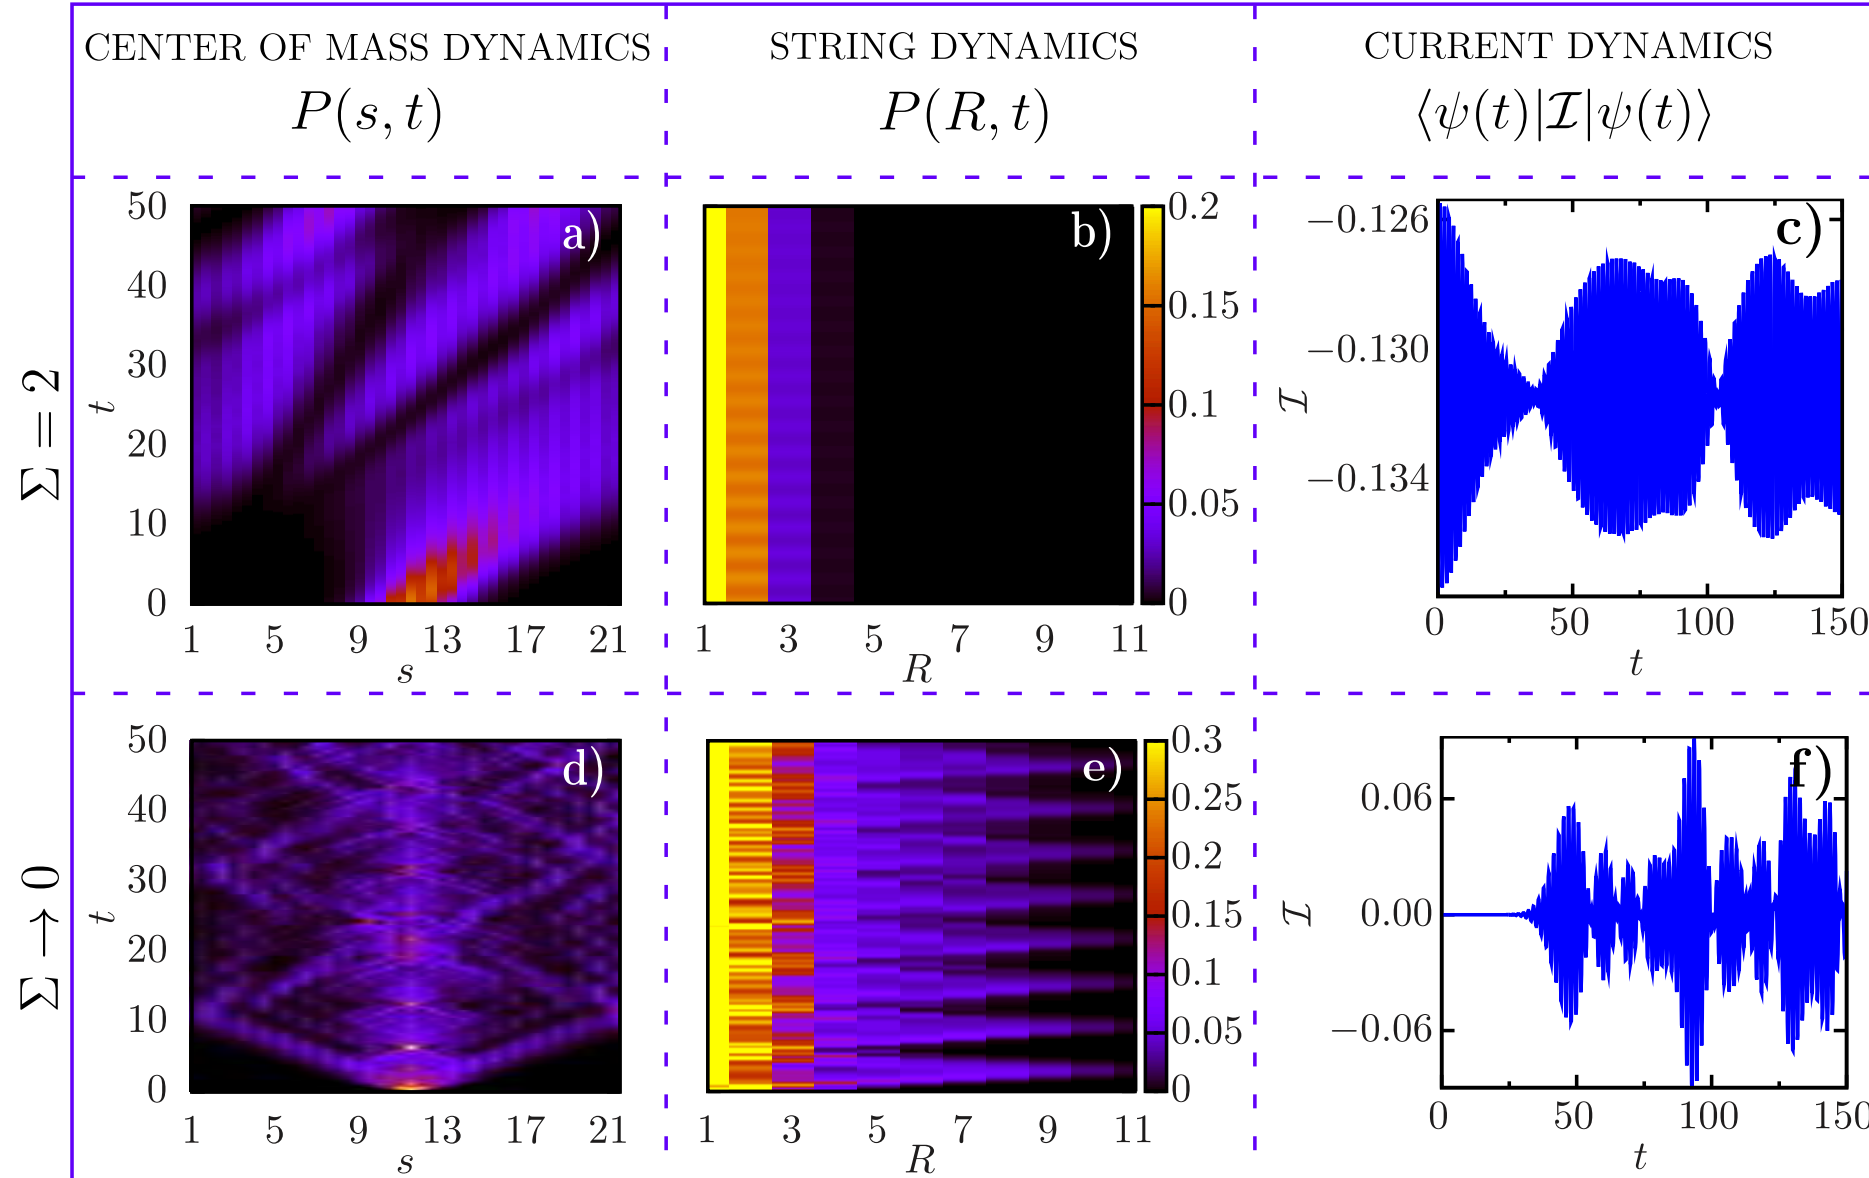 CENTER OF MASS DYNAMICS
P(s, t)
STRING DYNAMICS
P(R, t)
CURRENT DYNAMICS
⟨ψ(t)|ℐ|ψ(t)⟩
Σ = 2
a)
50
40
30
20
10
0
t
1 5 9 13 17 21
s
b)
0.2
0.15
0.1
0.05
0
1 3 5 7 9 11
R
c)
−0.126
−0.130
−0.134
ℐ
0 50 100 150
t
Σ → 0
d)
50
40
30
20
10
0
t
1 5 9 13 17 21
s
e)
0.3
0.25
0.2
0.15
0.1
0.05
0
1 3 5 7 9 11
R
f)
0.06
0.00
−0.06
ℐ
0 50 100 150
t